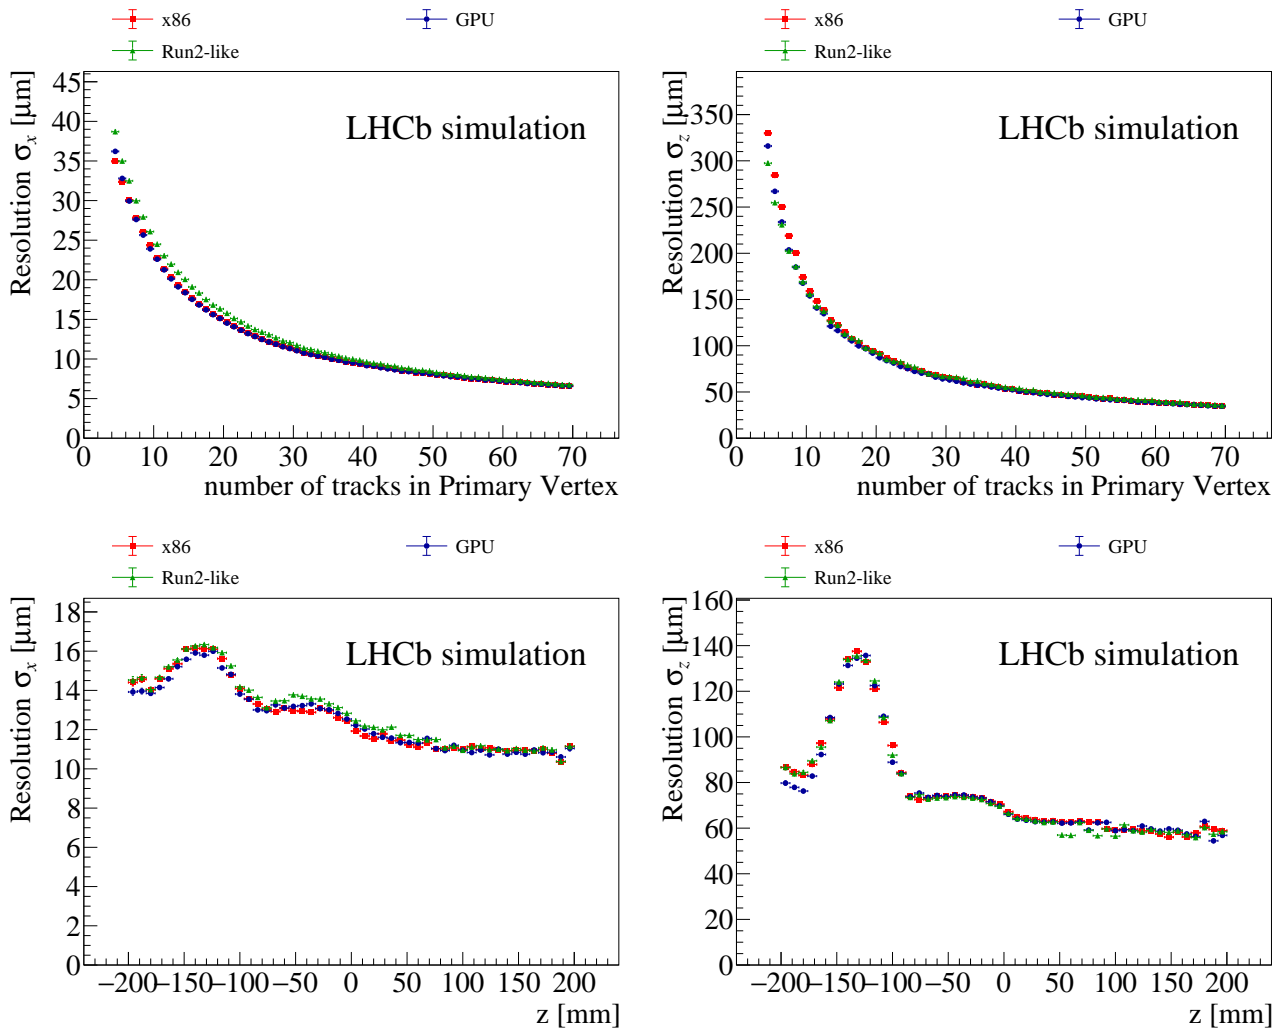 x86 GPU
Run2-like
LHCb simulation
Resolution σx [μm]
45
40
35
30
25
20
15
10
5
0
0 10 20 30 40 50 60 70
number of tracks in Primary Vertex
x86 GPU
Run2-like
LHCb simulation
Resolution σz [μm]
350
300
250
200
150
100
50
0
0 10 20 30 40 50 60 70
number of tracks in Primary Vertex
x86 GPU
Run2-like
LHCb simulation
Resolution σx [μm]
18
16
14
12
10
8
6
4
2
0
−200 −150 −100 −50 0 50 100 150 200
z [mm]
x86 GPU
Run2-like
LHCb simulation
Resolution σz [μm]
160
140
120
100
80
60
40
20
0
−200 −150 −100 −50 0 50 100 150 200
z [mm]